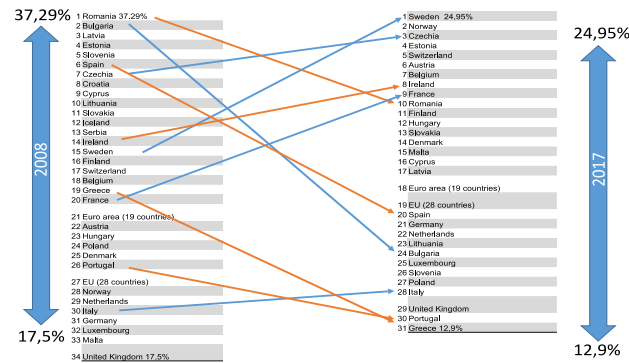 37,29%
2008
17,5%
1 Romania 37.29%
2 Bulgaria
3 Latvia
4 Estonia
5 Slovenia
6 Spain
7 Czechia
8 Croatia
9 Cyprus
10 Lithuania
11 Slovakia
12 Iceland
13 Serbia
14 Ireland
15 Sweden
16 Finland
17 Switzerland
18 Belgium
19 Greece
20 France
21 Euro area (19 countries)
22 Austria
23 Hungary
24 Poland
25 Denmark
26 Portugal
27 EU (28 countries)
28 Norway
29 Netherlands
30 Italy
31 Germany
32 Luxembourg
33 Malta
34 United Kingdom 17.5%
1 Sweden 24,95%
2 Norway
3 Czechia
4 Estonia
5 Switzerland
6 Austria
7 Belgium
8 Ireland
9 France
10 Romania
11 Finland
12 Hungary
13 Slovakia
14 Denmark
15 Malta
16 Cyprus
17 Latvia
18 Euro area (19 countries)
19 EU (28 countries)
20 Spain
21 Germany
22 Netherlands
23 Lithuania
24 Bulgaria
25 Luxembourg
26 Slovenia
27 Poland
28 Italy
29 United Kingdom
30 Portugal
31 Greece 12,9%
24,95%
2017
12,9%